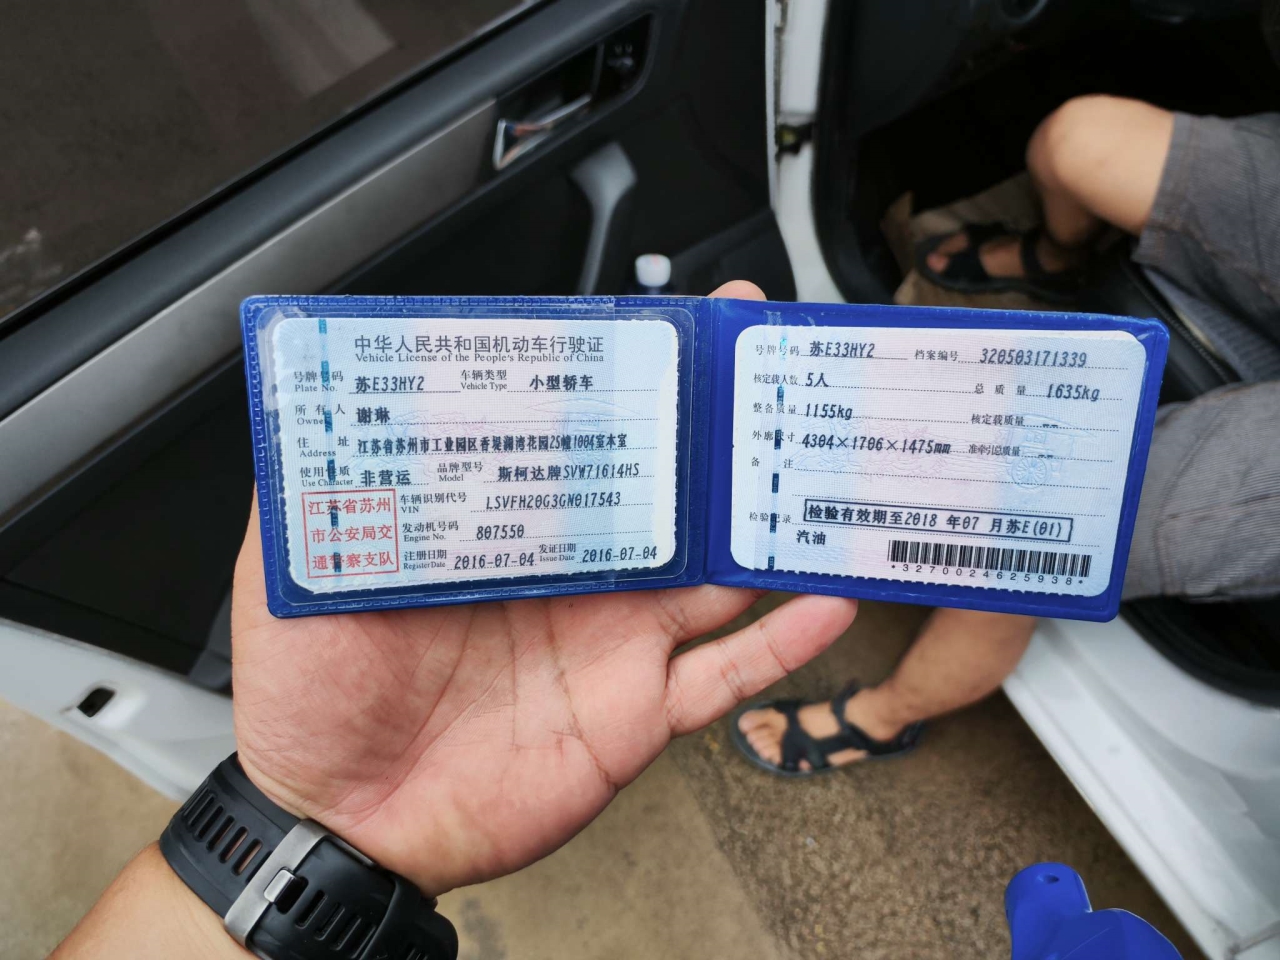 中华人民共和国机动车行驶证
Vehicle License of the People's Republic of China
号牌号码 Plate No. 苏E33HY2 车辆类型 Vehicle Type 小型轿车
所有人 Owner 谢琳
住址 Address 江苏省苏州市工业园区香堤澜湾花园25幢1004室本室
使用性质 Use Character 非营运 品牌型号 Model 斯柯达牌SVW71614HS
江苏省苏州
市公安局交
通警察支队
车辆识别代号 VIN LSVFH20G3GN017543
发动机号码 Engine No. 807550
注册日期 Register Date 2016-07-04 发证日期 Issue Date 2016-07-04
号牌号码 苏E33HY2 档案编号 320503171339
核定载人数 5人 总质量 1635kg
整备质量 1155kg 核定载质量 --
外廓尺寸 4304×1706×1475mm 准牵引总质量 --
备注
检验记录 检验有效期至2018 年07 月苏E(01)
汽油
*3270024625938*